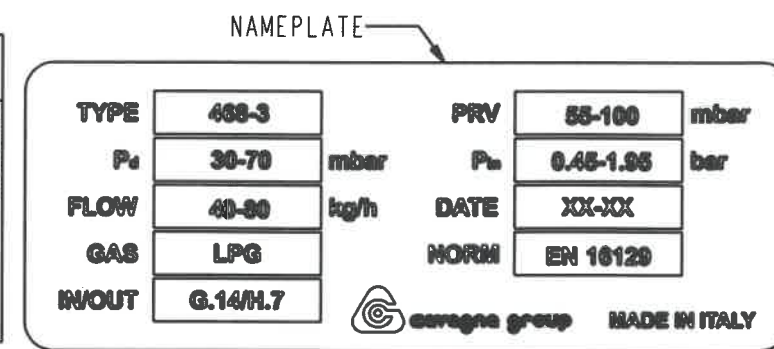 NAMEPLATE
TYPE 468-3 PRV 55-100 mbar
Pd 30-70 mbar Pin 0.45-1.95 bar
FLOW 40-80 kg/h DATE XX-XX
GAS LPG NORM EN 16129
IN/OUT G.14/H.7
cavagna group MADE IN ITALY